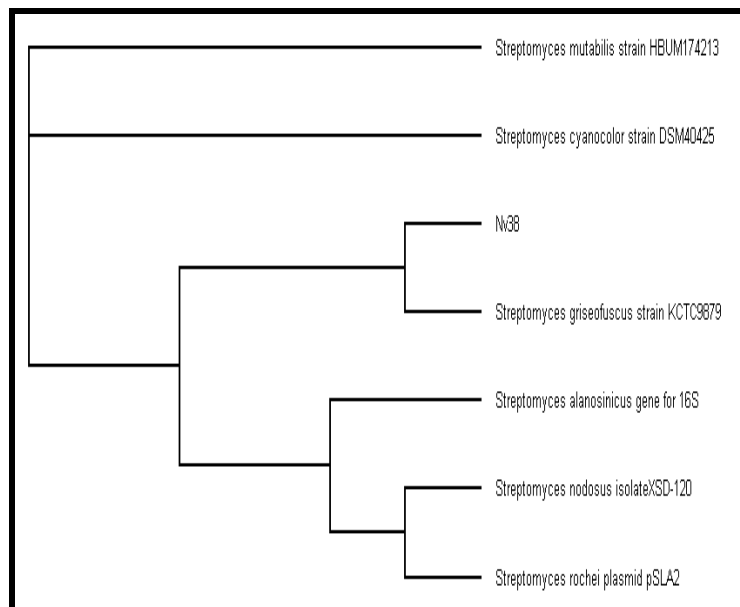 Streptomyces mutabilis strain HBUM174213
Streptomyces cyanocolor strain DSM40425
Nv38
Streptomyces griseofuscus strain KCTC9879
Streptomyces alanosinicus gene for 16S
Streptomyces nodosus isolateXSD-120
Streptomyces rochei plasmid pSLA2